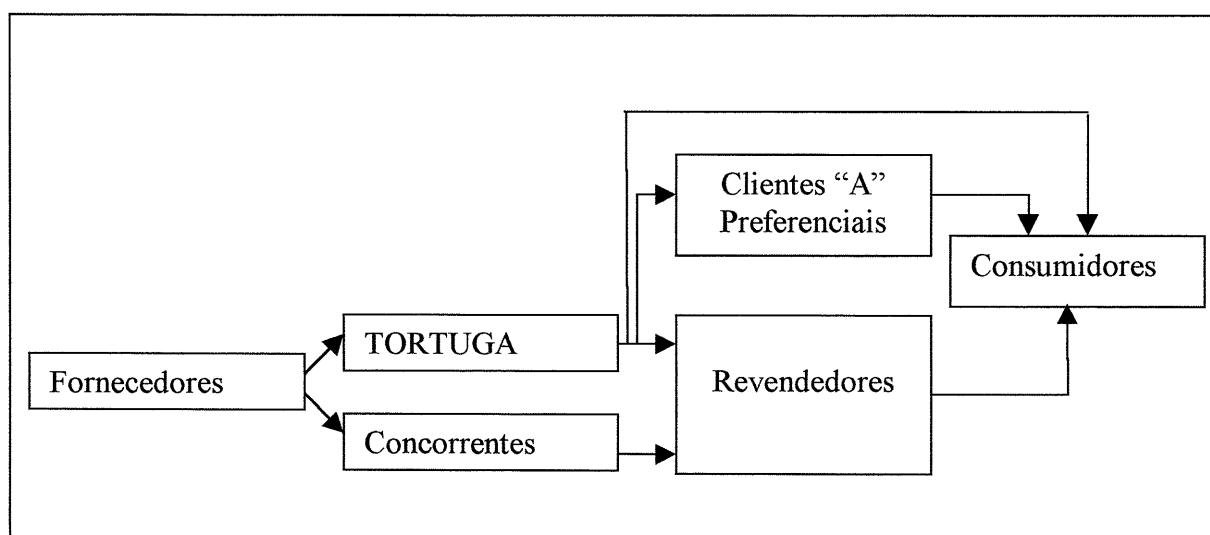 Clientes “A”
Preferenciais
Consumidores
TORTUGA
Fornecedores
Revendedores
Concorrentes